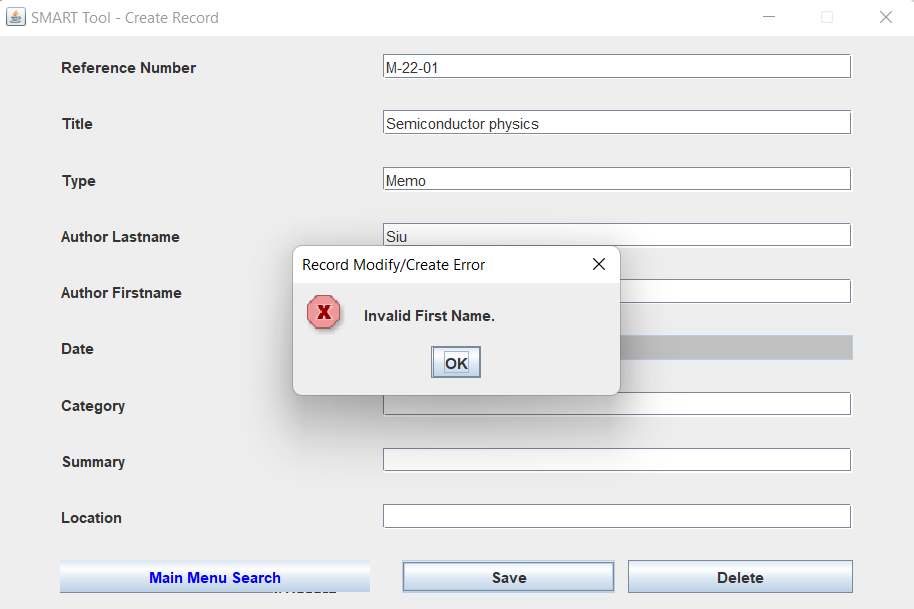 SMART Tool - Create Record
Reference Number M-22-01
Title Semiconductor physics
Type Memo
Author Lastname Siu
Record Modify/Create Error
Author Firstname
X Invalid First Name.
Date
OK
Category
Summary
Location
Main Menu Search Save Delete